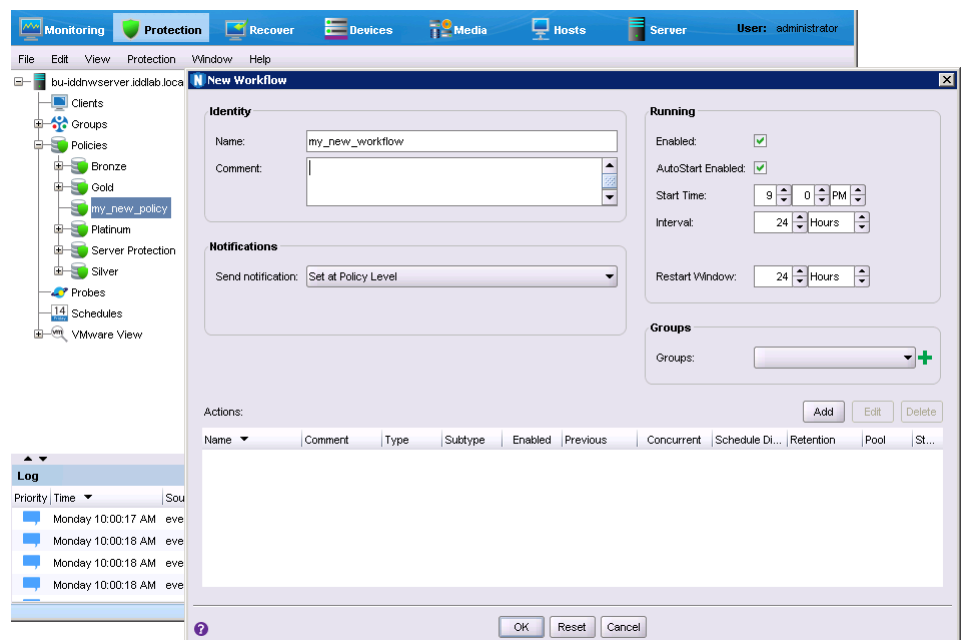 Monitoring Protection Recover Devices Media Hosts Server User: administrator
File Edit View Protection Window Help
bu-iddnwserver.iddlab.loca
Clients
Groups
Policies
Bronze
Gold
my_new_policy
Platinum
Server Protection
Silver
Probes
14
Schedules
vm
VMware View
Log
Priority Time Sou
Monday 10:00:17 AM eve
Monday 10:00:18 AM eve
Monday 10:00:18 AM eve
Monday 10:00:18 AM eve
N New Workflow
Identity
Name: my_new_workflow
Comment:
Notifications
Send notification: Set at Policy Level
Running
Enabled:
AutoStart Enabled:
Start Time: 9 0 PM
Interval: 24 Hours
Restart Window: 24 Hours
Groups
Groups:
Actions: Add Edit Delete
Name Comment Type Subtype Enabled Previous Concurrent Schedule Di... Retention Pool St...
? OK Reset Cancel